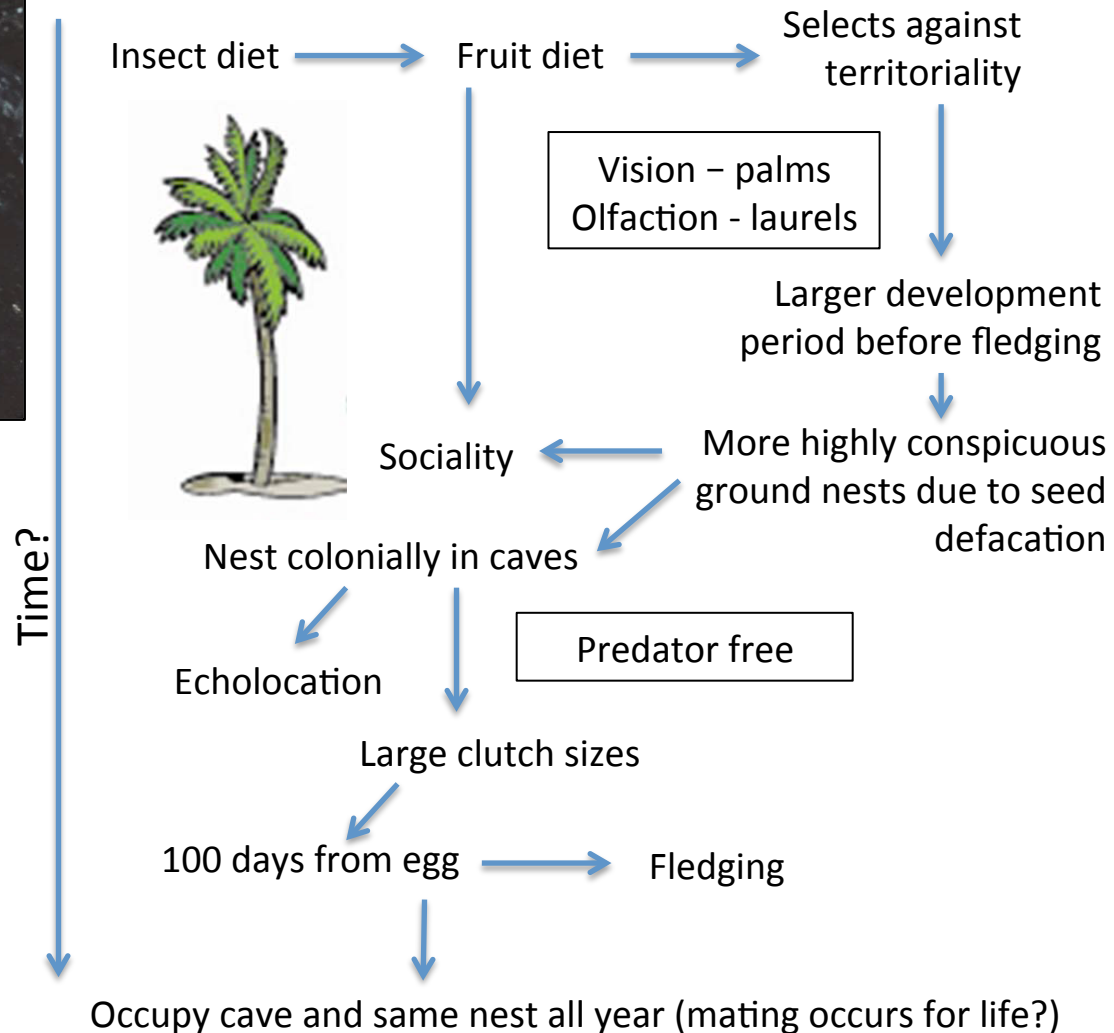 Insect diet
Fruit diet
Selects against
territoriality
Vision – palms
Olfaction - laurels
Larger development
period before fledging
Sociality
More highly conspicuous
ground nests due to seed
defacation
Time?
Nest colonially in caves
Predator free
Echolocation
Large clutch sizes
100 days from egg
Fledging
Occupy cave and same nest all year (mating occurs for life?)